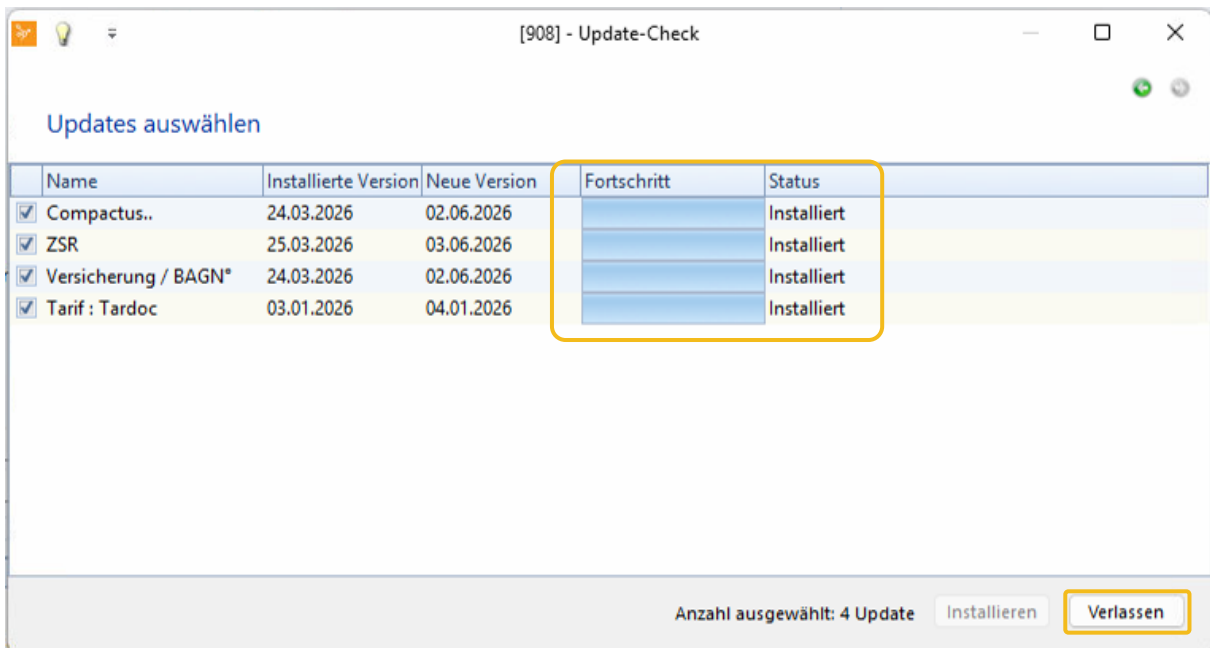 [908] - Update-Check
Updates auswählen
Name Installierte Version Neue Version Fortschritt Status
Compactus.. 24.03.2026 02.06.2026 Installiert
ZSR 25.03.2026 03.06.2026 Installiert
Versicherung / BAGN° 24.03.2026 02.06.2026 Installiert
Tarif : Tardoc 03.01.2026 04.01.2026 Installiert
Anzahl ausgewählt: 4 Update Installieren Verlassen